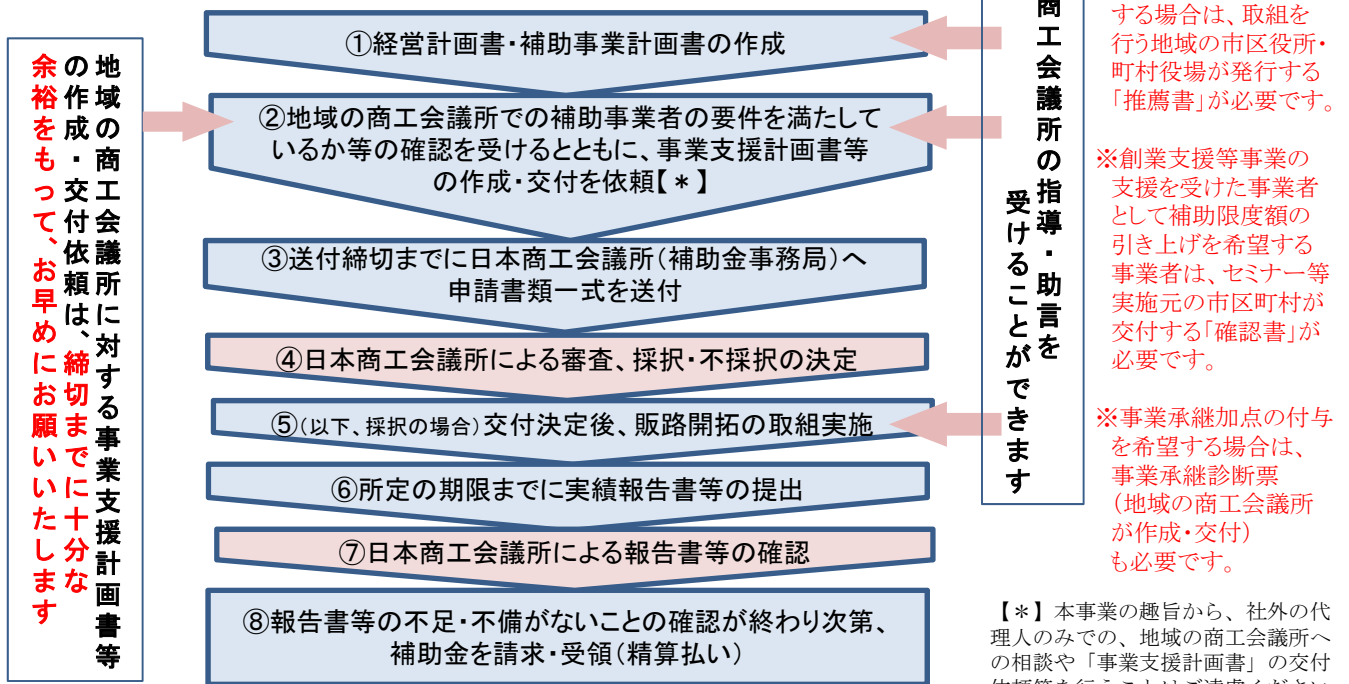 地域の商工会議所に対する事業支援計画書等
の作成・交付依頼は、締切までに十分な
余裕をもって、お早めにお願いいたします
①経営計画書・補助事業計画書の作成
②地域の商工会議所での補助事業者の要件を満たして
いるか等の確認を受けるとともに、事業支援計画書等
の作成・交付を依頼【*】
③送付締切までに日本商工会議所(補助金事務局)へ
申請書類一式を送付
④日本商工会議所による審査、採択・不採択の決定
⑤(以下、採択の場合)交付決定後、販路開拓の取組実施
⑥所定の期限までに実績報告書等の提出
⑦日本商工会議所による報告書等の確認
⑧報告書等の不足・不備がないことの確認が終わり次第、
補助金を請求・受領(精算払い)
商工会議所の指導・助言を
受けることができます
する場合は、取組を
行う地域の市区役所・
町村役場が発行する
「推薦書」が必要です。
※創業支援等事業の
支援を受けた事業者
として補助限度額の
引き上げを希望する
事業者は、セミナー等
実施元の市区町村が
交付する「確認書」が
必要です。
※事業承継加点の付与
を希望する場合は、
事業承継診断票
(地域の商工会議所
が作成・交付)
も必要です。
【*】本事業の趣旨から、社外の代
理人のみでの、地域の商工会議所へ
の相談や「事業支援計画書」の交付
依頼等を行うことはご遠慮ください